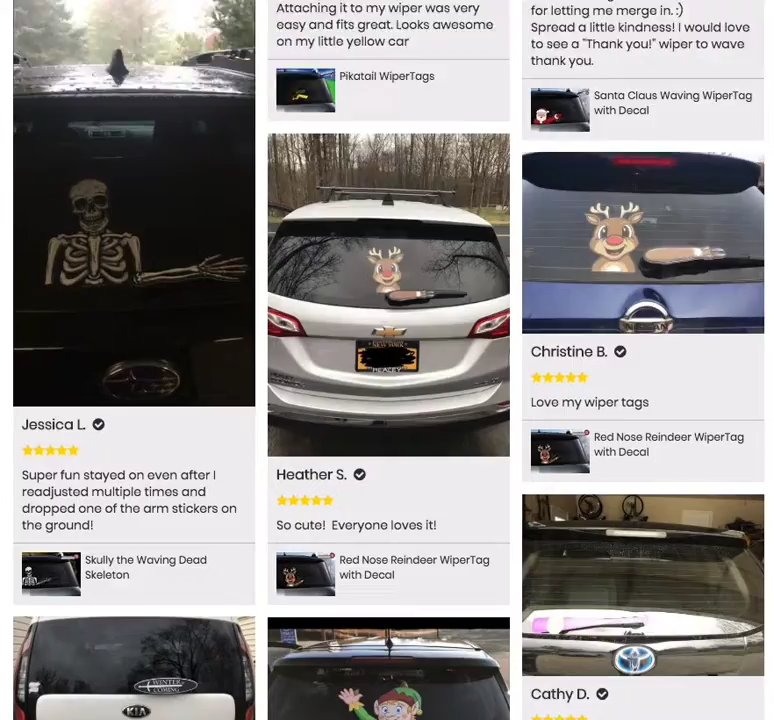 Attaching it to my wiper was very
easy and fits great. Looks awesome
on my little yellow car
Pikatail WiperTags
for letting me merge in. :)
Spread a little kindness! I would love
to see a "Thank you!" wiper to wave
thank you.
Santa Claus Waving WiperTag
with Decal
Jessica L.
Super fun stayed on even after I
readjusted multiple times and
dropped one of the arm stickers on
the ground!
Skully the Waving Dead
Skeleton
HEALEY
Heather S.
So cute! Everyone loves it!
Red Nose Reindeer WiperTag
with Decal
Christine B.
Love my wiper tags
Red Nose Reindeer WiperTag
with Decal
WINTER
COMING
KIA
Cathy D.